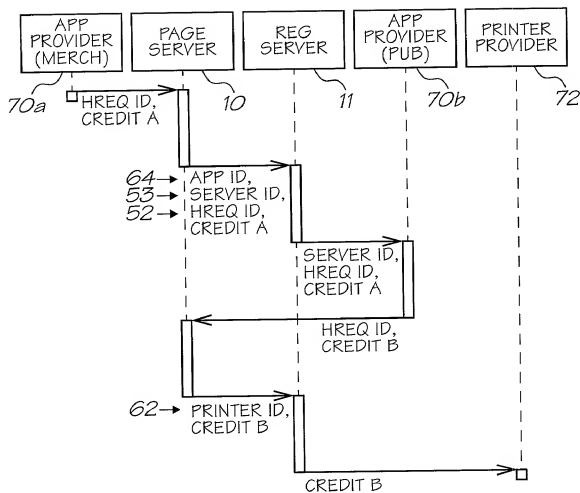 APP
PROVIDER
(MERCH)
PAGE
SERVER
REG
SERVER
APP
PROVIDER
(PUB)
PRINTER
PROVIDER
70a
10
11
70b
72
HREQ ID,
CREDIT A
64
APP ID,
53
SERVER ID,
52
HREQ ID,
CREDIT A
SERVER ID,
HREQ ID,
CREDIT A
HREQ ID,
CREDIT B
62
PRINTER ID,
CREDIT B
CREDIT B